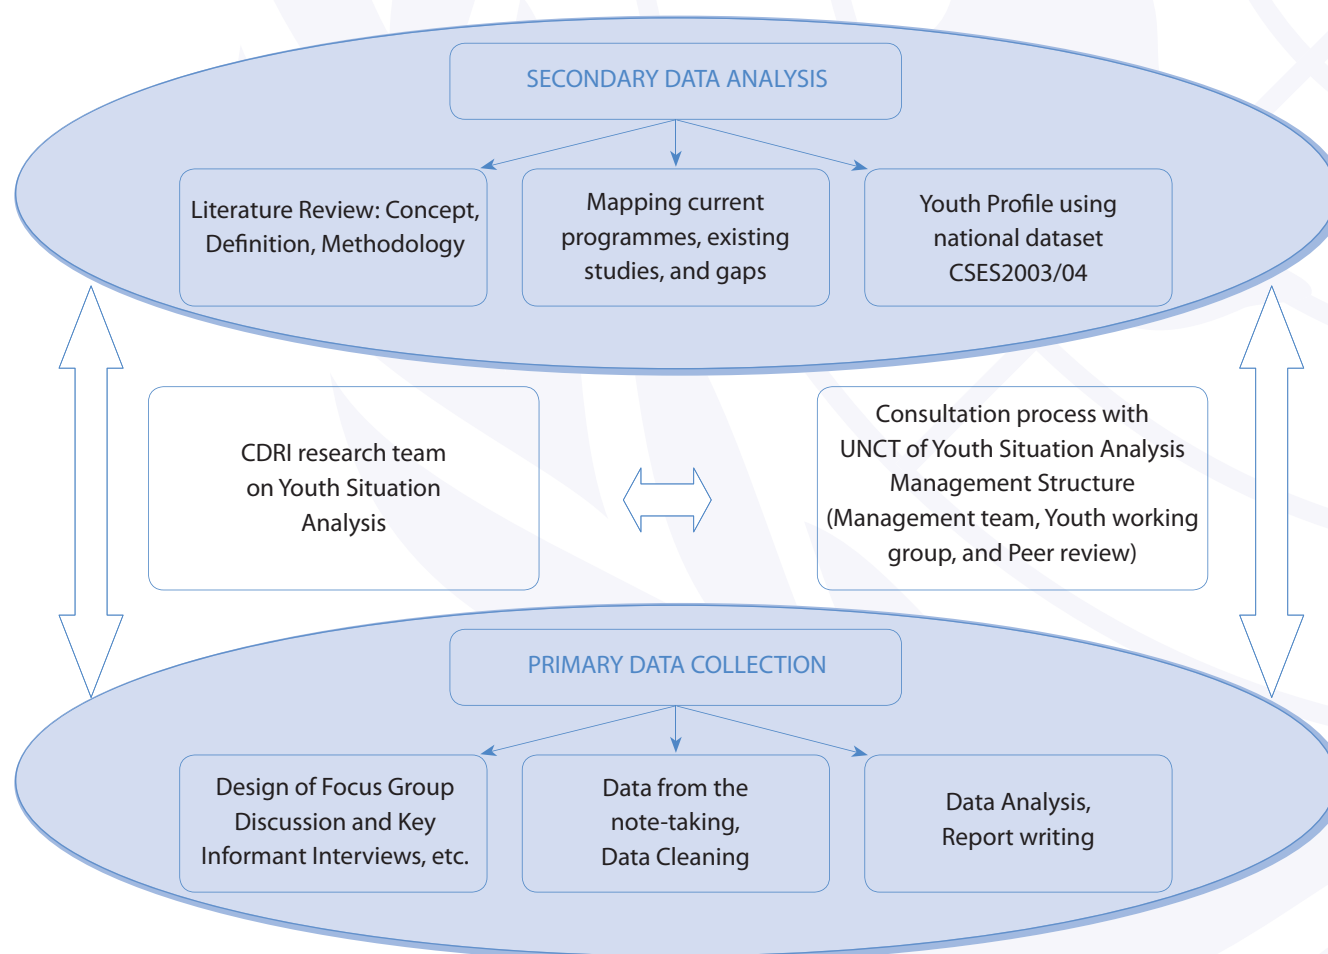 SECONDARY DATA ANALYSIS
Literature Review: Concept,
Definition, Methodology
Mapping current
programmes, existing
studies, and gaps
Youth Profile using
national dataset
CSES2003/04
CDRI research team
on Youth Situation
Analysis
Consultation process with
UNCT of Youth Situation Analysis
Management Structure
(Management team, Youth working
group, and Peer review)
PRIMARY DATA COLLECTION
Design of Focus Group
Discussion and Key
Informant Interviews, etc.
Data from the
note-taking,
Data Cleaning
Data Analysis,
Report writing